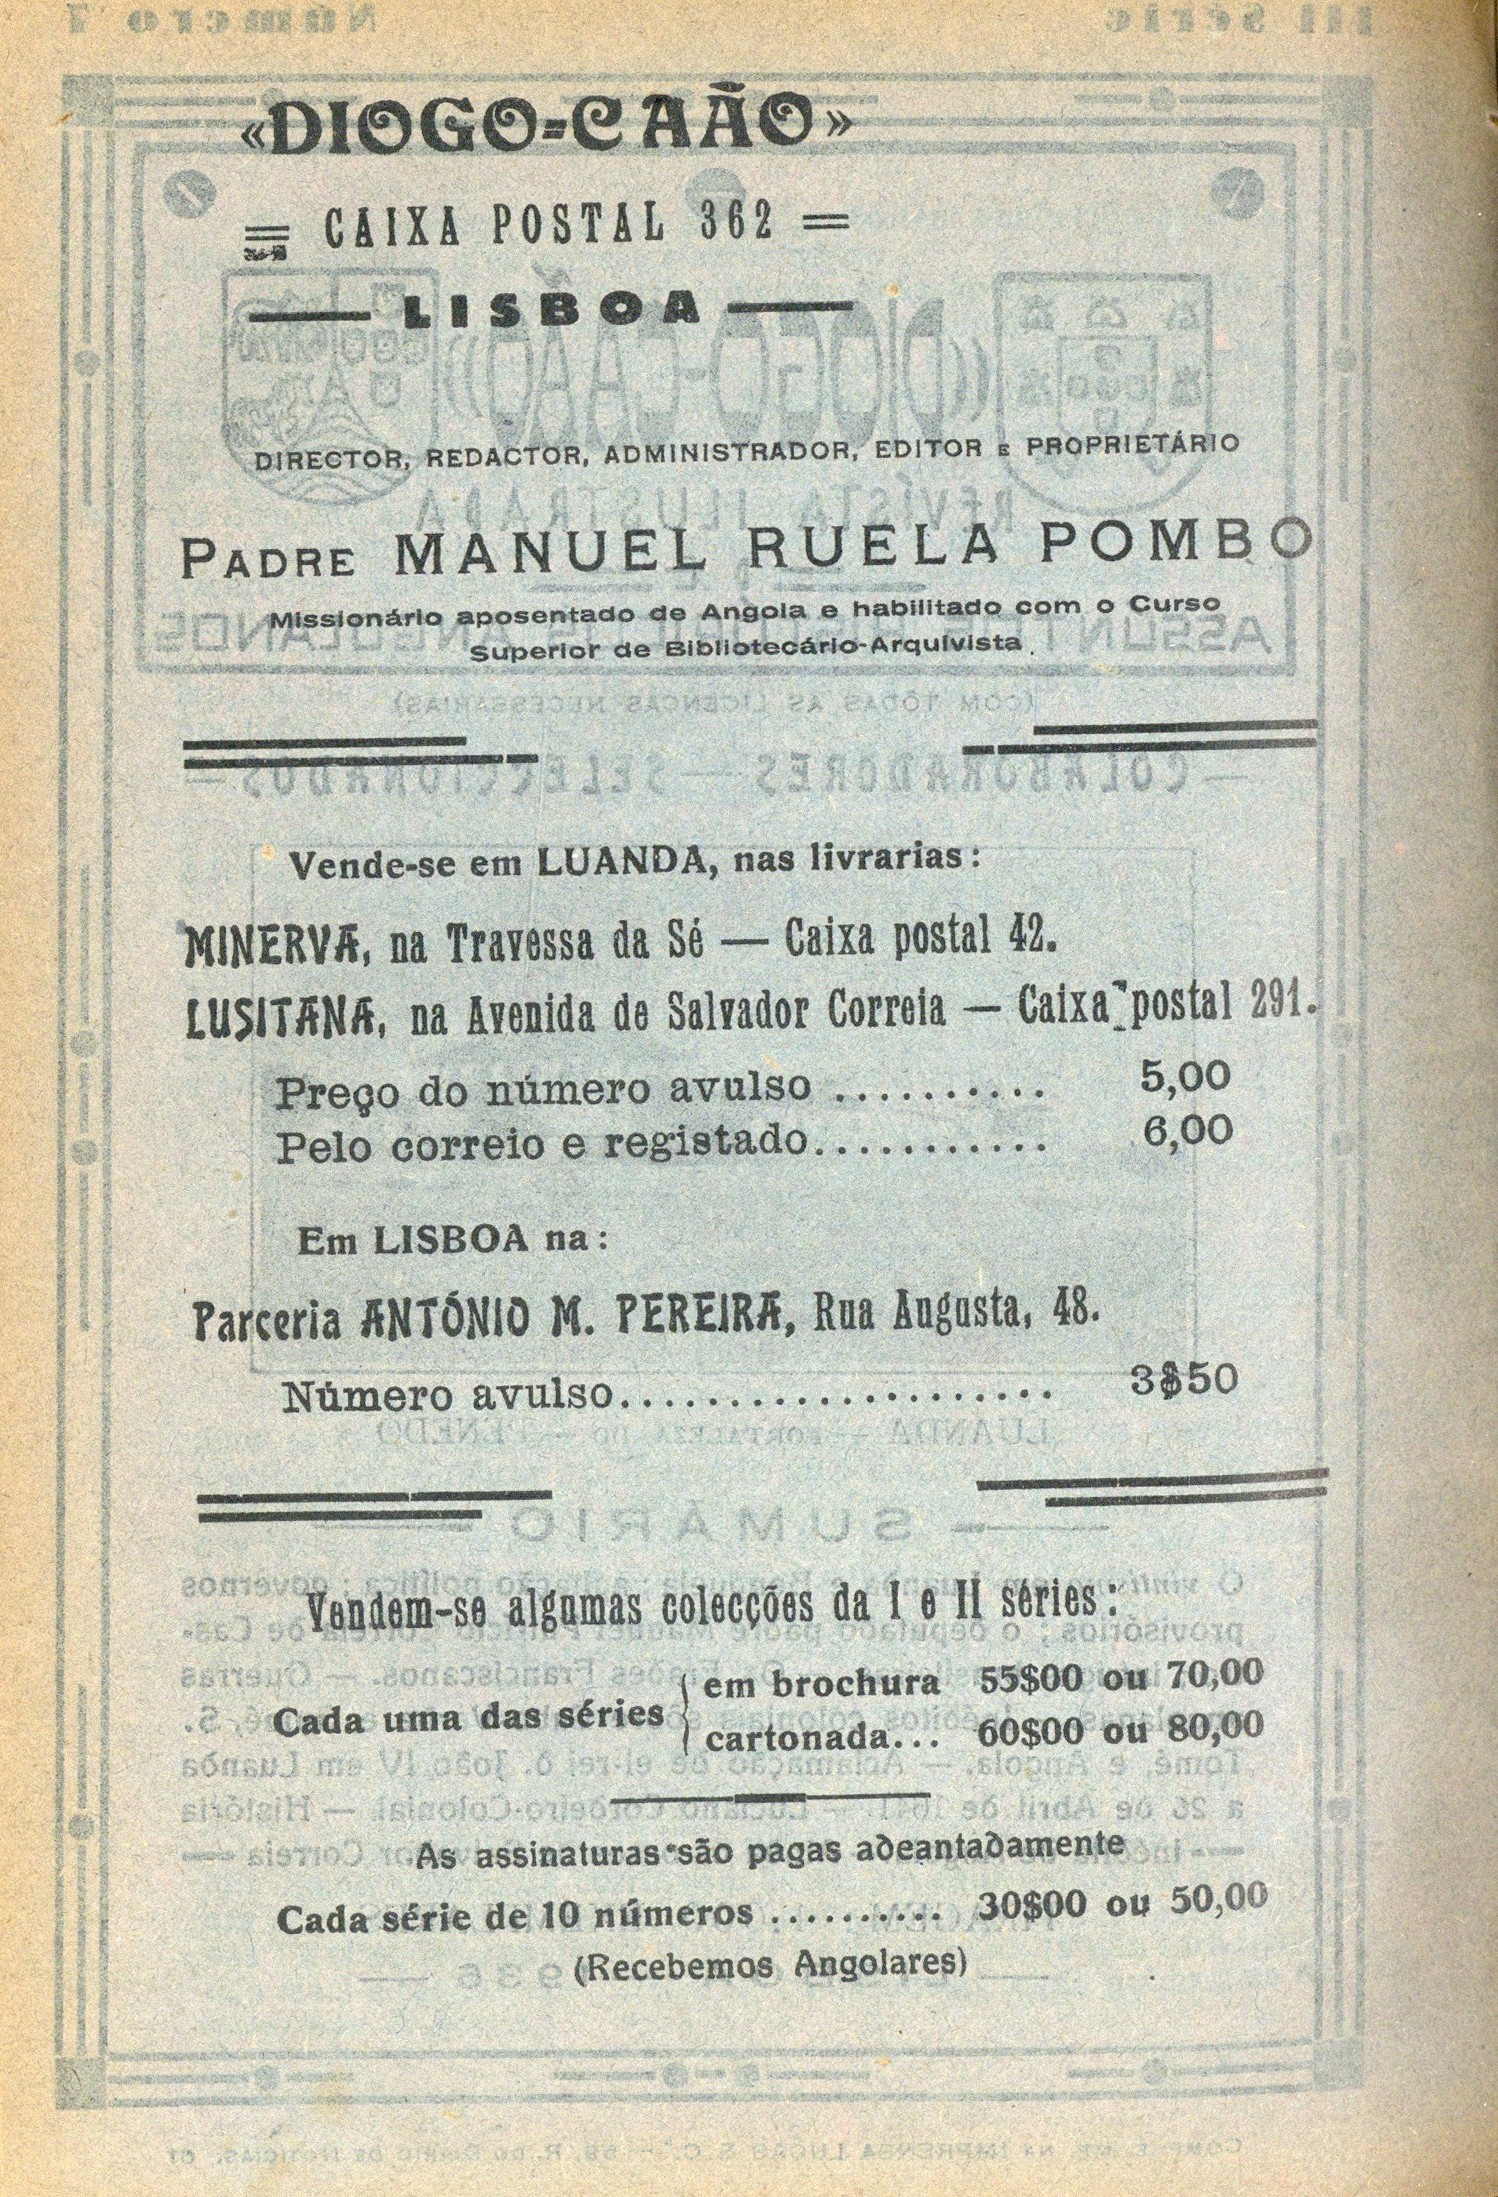 «DIOGO=CAÃO»
= CAIXA POSTAL 362 =
LISBOA
DIRECTOR, REDACTOR, ADMINISTRADOR, EDITOR E PROPRIETÁRIO
PADRE MANUEL RUELA POMBO
Missionário aposentado de Angola e habilitado com o Curso
Superior de Bibliotecário-Arquivista.
Vende-se em LUANDA, nas livrarias:
MINERVA, na Travessa da Sé — Caixa postal 42.
LUSITANA, na Avenida de Salvador Correia — Caixa postal 291.
Preço do número avulso .......... 5,00
Pelo correio e registado........... 6,00
Em LISBOA na:
Parceria ANTÓNIO M. PEREIRA, Rua Augusta, 48.
Número avulso..................... 3$50
Vendem-se algumas colecções da I e II séries:
Cada uma das séries { em brochura 55$00 ou 70,00
cartonada... 60$00 ou 80,00
As assinaturas são pagas adeantadamente
Cada série de 10 números .......... 30$00 ou 50,00
(Recebemos Angolares)